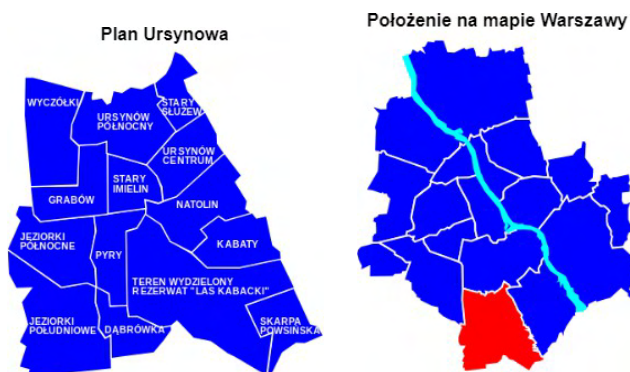 Plan Ursynowa
Położenie na mapie Warszawy
WYCZÓŁKI
URSYNÓW
PÓŁNOCNY
STARY
SŁUŻEW
URSYNÓW
CENTRUM
STARY
IMIELIN
GRABÓW
NATOLIN
JĘZIORKI
PÓŁNOCNE
PYRY
KABATY
TEREN WYDZIELONY
REZERWAT "LAS KABACKI"
JEZIORKI
POŁUDNIOWE
DĄBRÓWKA
SKARPA
POWSIŃSKA